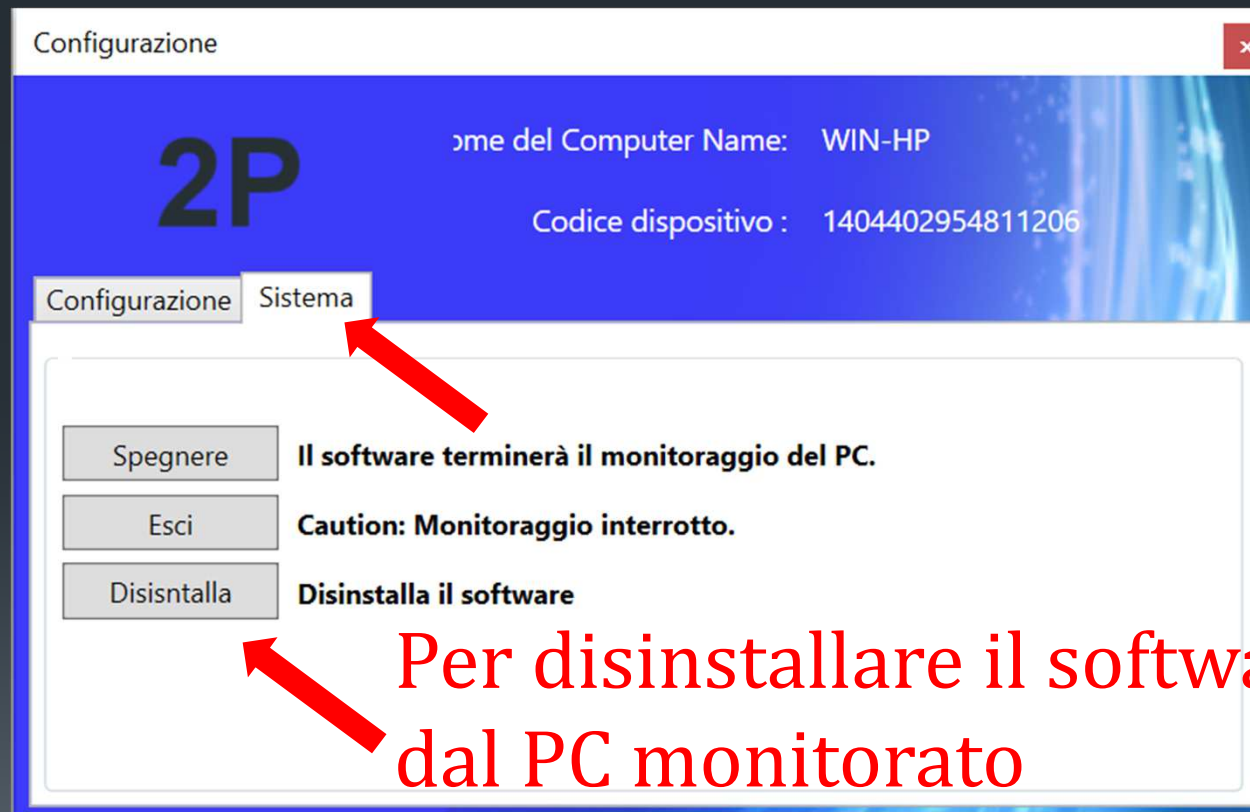 Configurazione
x
2P
ome del Computer Name: WIN-HP
Codice dispositivo : 1404402954811206
Configurazione Sistema
Spegnere Il software terminerà il monitoraggio del PC.
Esci Caution: Monitoraggio interrotto.
Disisntalla Disinstalla il software
Per disinstallare il softwa
dal PC monitorato